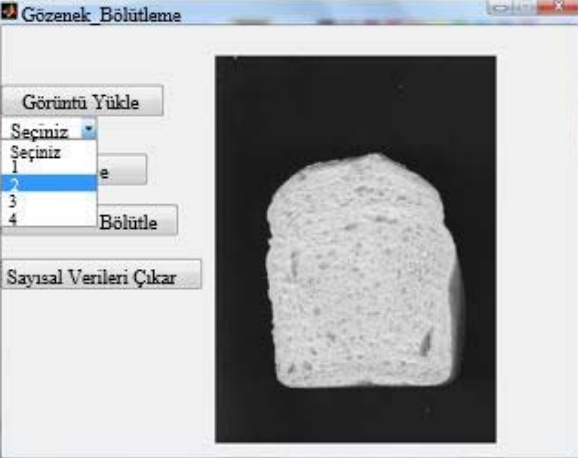 Gözenek_Bölütleme
Görüntü Yükle
Seçiniz
Seçiniz
1
2
3
4
e
Bölütle
Sayısal Verileri Çıkar